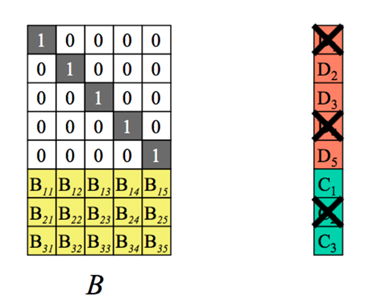 1 0 0 0 0
0 1 0 0 0 D₂
0 0 1 0 0 D₃
0 0 0 1 0
0 0 0 0 1 D₅
B₁₁ B₁₂ B₁₃ B₁₄ B₁₅ C₁
B₂₁ B₂₂ B₂₃ B₂₄ B₂₅
B₃₁ B₃₂ B₃₃ B₃₄ B₃₅ C₃
B